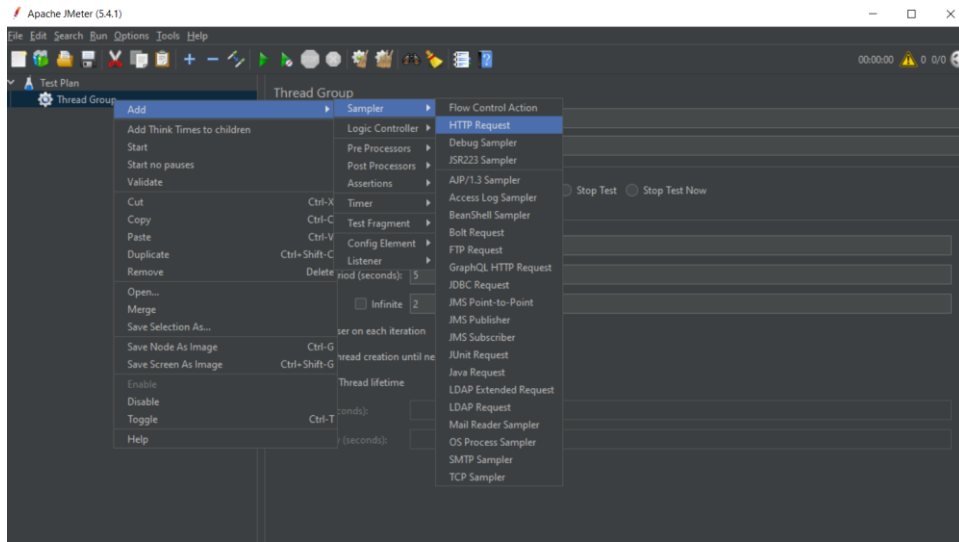 Apache JMeter (5.4.1)
File Edit Search Run Options Tools Help
00:00:00 0 0/0
Test Plan
Thread Group
Thread Group
Add
Add Think Times to children
Start
Start no pauses
Validate
Cut Ctrl-X
Copy Ctrl-C
Paste Ctrl-V
Duplicate Ctrl+Shift-C
Remove Delete
Open...
Merge
Save Selection As...
Save Node As Image Ctrl-G
Save Screen As Image Ctrl+Shift-G
Enable
Disable
Toggle Ctrl-T
Help
Sampler
Logic Controller
Pre Processors
Post Processors
Assertions
Timer
Test Fragment
Config Element
Listener
Flow Control Action
HTTP Request
Debug Sampler
JSR223 Sampler
AJP/1.3 Sampler
Access Log Sampler
BeanShell Sampler
Bolt Request
FTP Request
GraphQL HTTP Request
JDBC Request
JMS Point-to-Point
JMS Publisher
JMS Subscriber
JUnit Request
Java Request
LDAP Extended Request
LDAP Request
Mail Reader Sampler
OS Process Sampler
SMTP Sampler
TCP Sampler
Stop Test Stop Test Now
riod (seconds): 5
Infinite 2
ser on each iteration
hread creation until ne
Thread lifetime
conds):
(seconds):